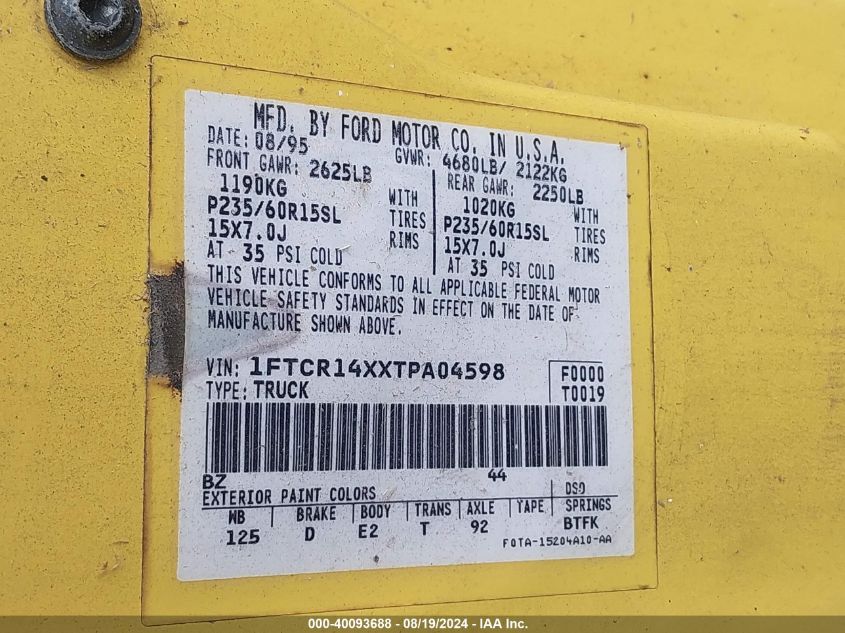 MFD. BY FORD MOTOR CO. IN U.S.A.
DATE: 08/95 GVWR: 4680LB/ 2122KG
FRONT GAWR: 2625LB REAR GAWR: 2250LB
1190KG WITH 1020KG WITH
P235/60R15SL TIRES P235/60R15SL TIRES
15X7.0J RIMS 15X7.0J RIMS
AT 35 PSI COLD AT 35 PSI COLD
THIS VEHICLE CONFORMS TO ALL APPLICABLE FEDERAL MOTOR
VEHICLE SAFETY STANDARDS IN EFFECT ON THE DATE OF
MANUFACTURE SHOWN ABOVE.
VIN: 1FTCR14XXTPA04598 F0000
TYPE: TRUCK T0019
BZ 44
EXTERIOR PAINT COLORS DSO
WB BRAKE BODY TRANS AXLE TAPE SPRINGS
125 D E2 T 92 BTFK
F0TA-15204A10-AA
000-40093688 - 08/19/2024 - IAA Inc.